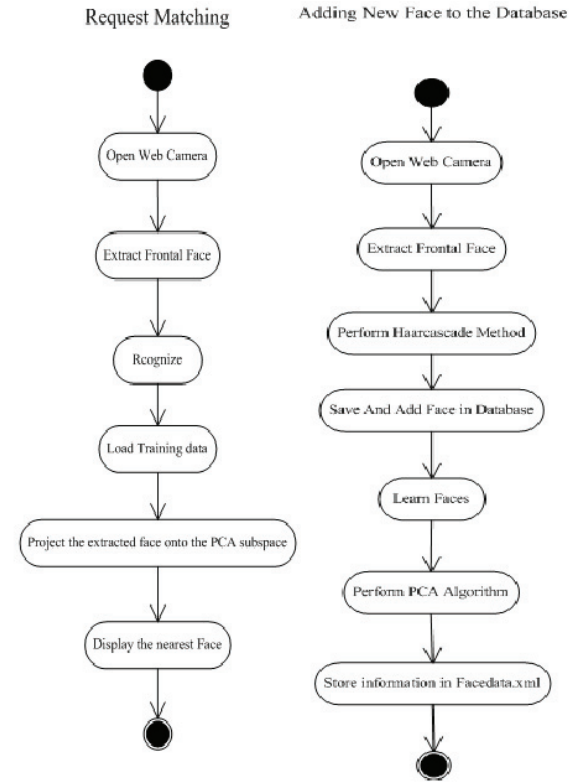 Request Matching
Open Web Camera
Extract Frontal Face
Rcognize
Load Training data
Project the extracted face onto the PCA subspace
Display the nearest Face
Adding New Face to the Database
Open Web Camera
Extract Frontal Face
Perform Haarcascade Method
Save And Add Face in Database
Learn Faces
Perform PCA Algorithm
Store information in Facedata.xml